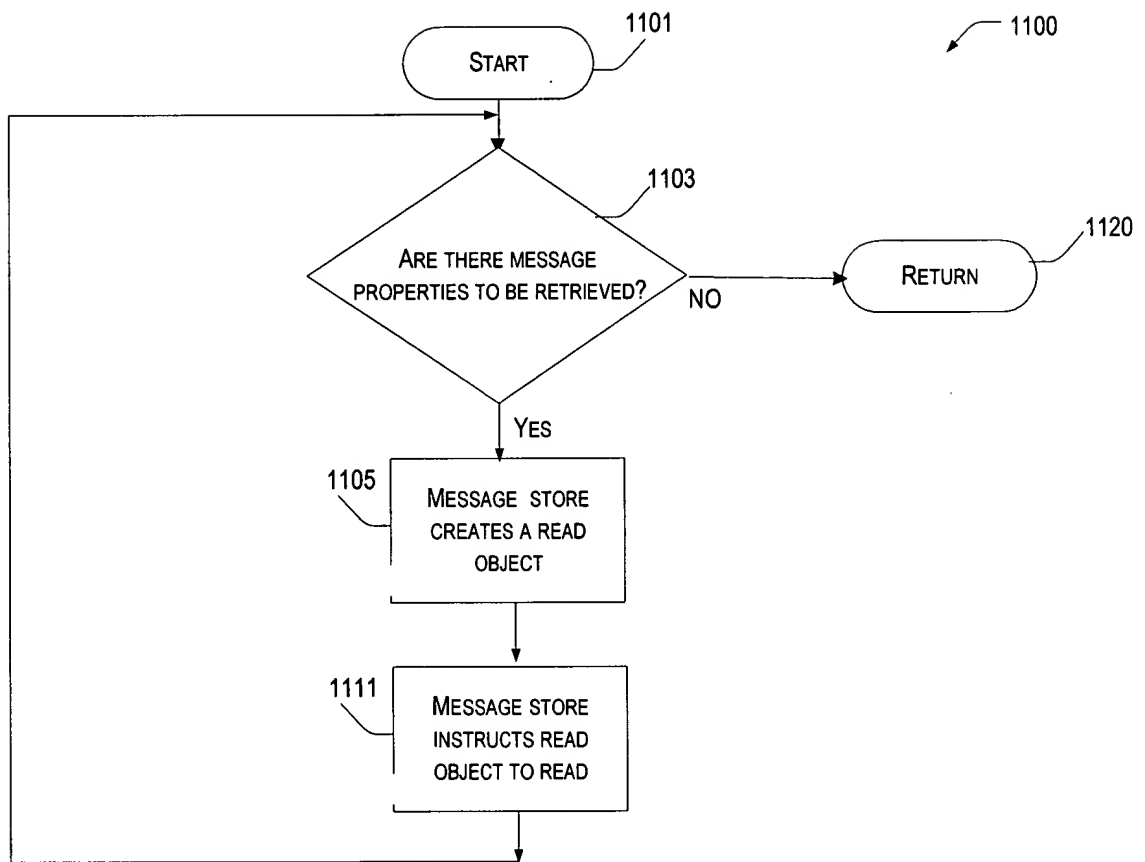 1100
1101
START
1103
ARE THERE MESSAGE
PROPERTIES TO BE RETRIEVED?
NO
1120
RETURN
YES
1105
MESSAGE STORE
CREATES A READ
OBJECT
1111
MESSAGE STORE
INSTRUCTS READ
OBJECT TO READ